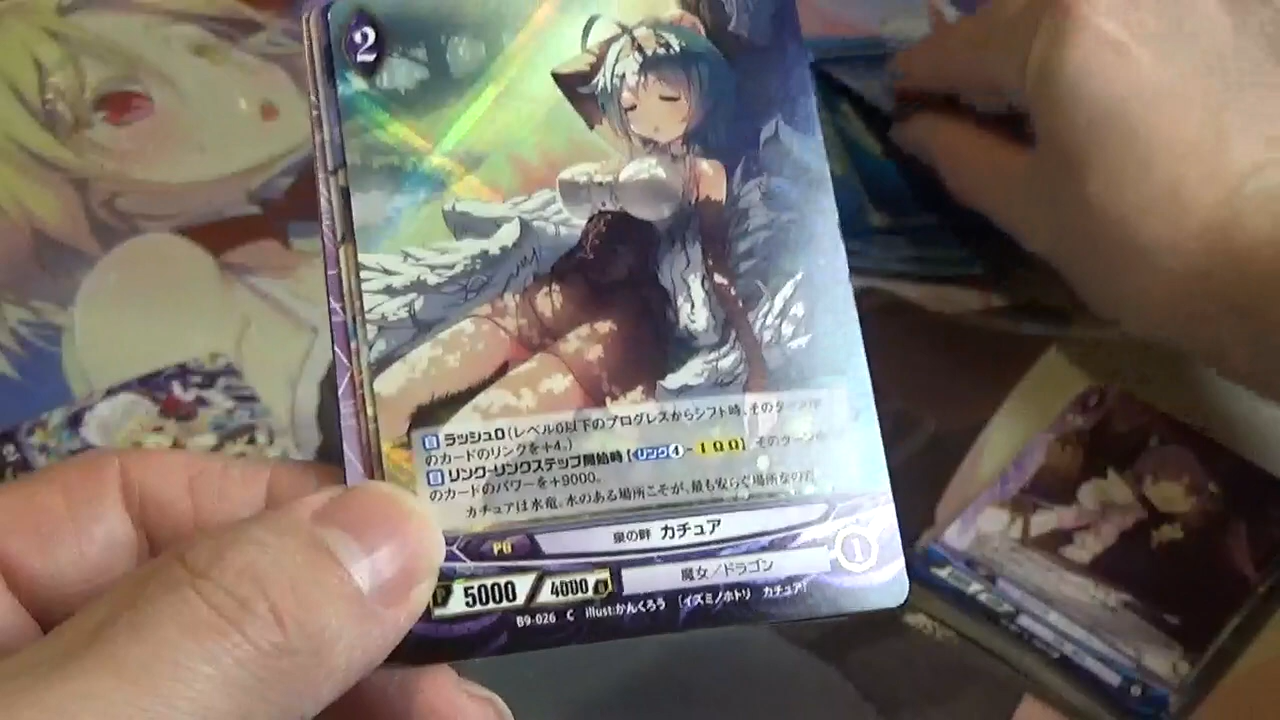 2
自 ラッシュ0(レベル0以下のプログレスからシフト時、そのターン中
のカードのリンクを+4。)
自 リンク-リンクステップ開始時 [リンク4 - 1ΩΩ] そのターン
のカードのパワーを+9000。
カチュアは水竜。水のある場所こそが、最も安らぐ場所なの
PG 泉の畔 カチュア
5000 / 4000 魔女/ドラゴン 1
B9-026 C illust:かんくろう [イズミノホトリ カチュア]